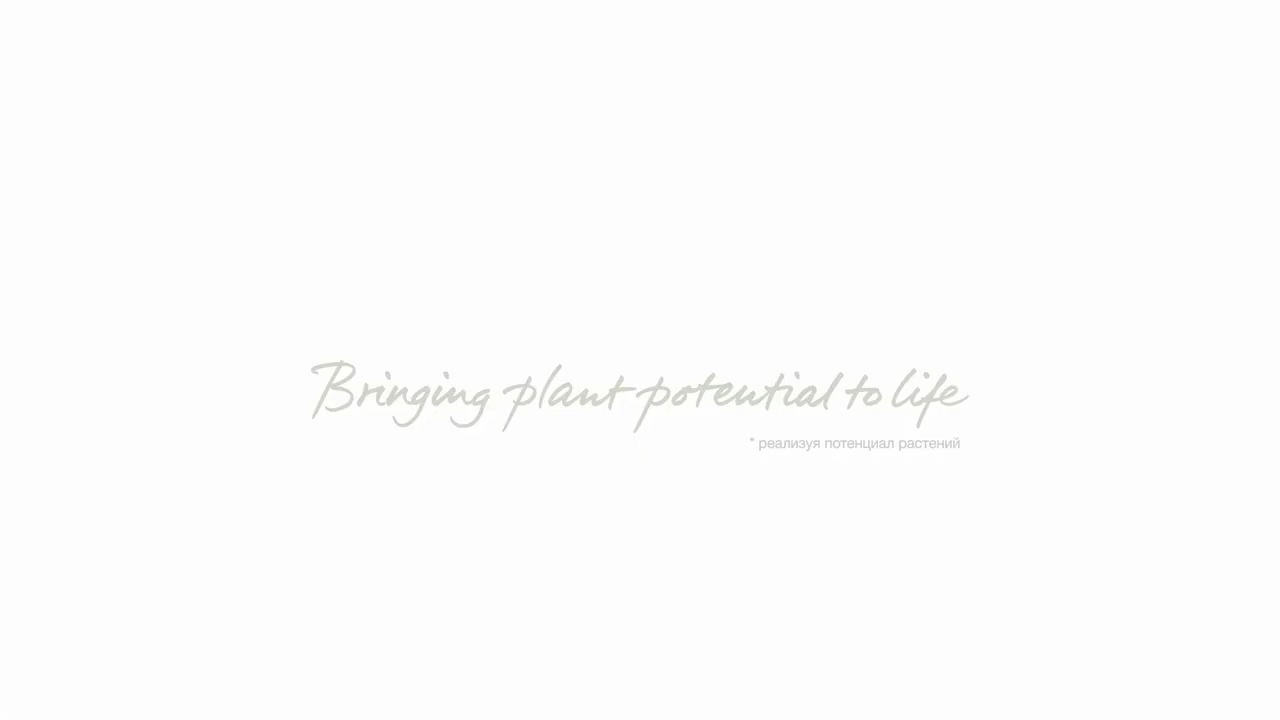 Bringing plant potential to life
* реализуя потенциал растений